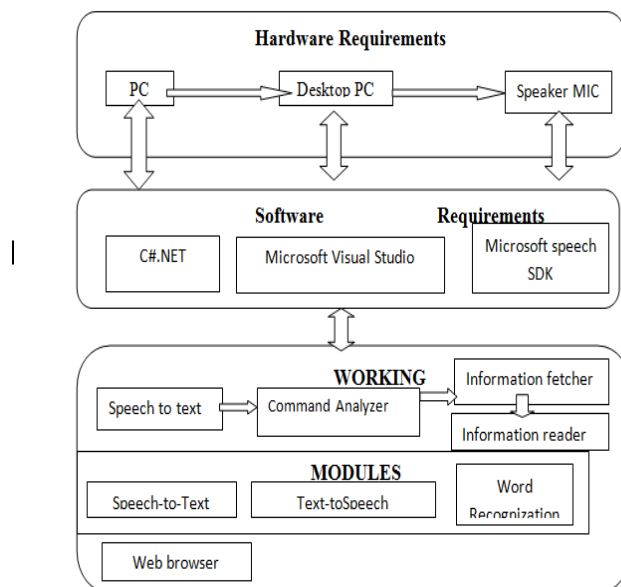 Hardware Requirements
PC
Desktop PC
Speaker MIC
Software Requirements
C#.NET
Microsoft Visual Studio
Microsoft speech
SDK
WORKING
Speech to text
Command Analyzer
Information fetcher
Information reader
MODULES
Speech-to-Text
Text-toSpeech
Word
Recognization
Web browser